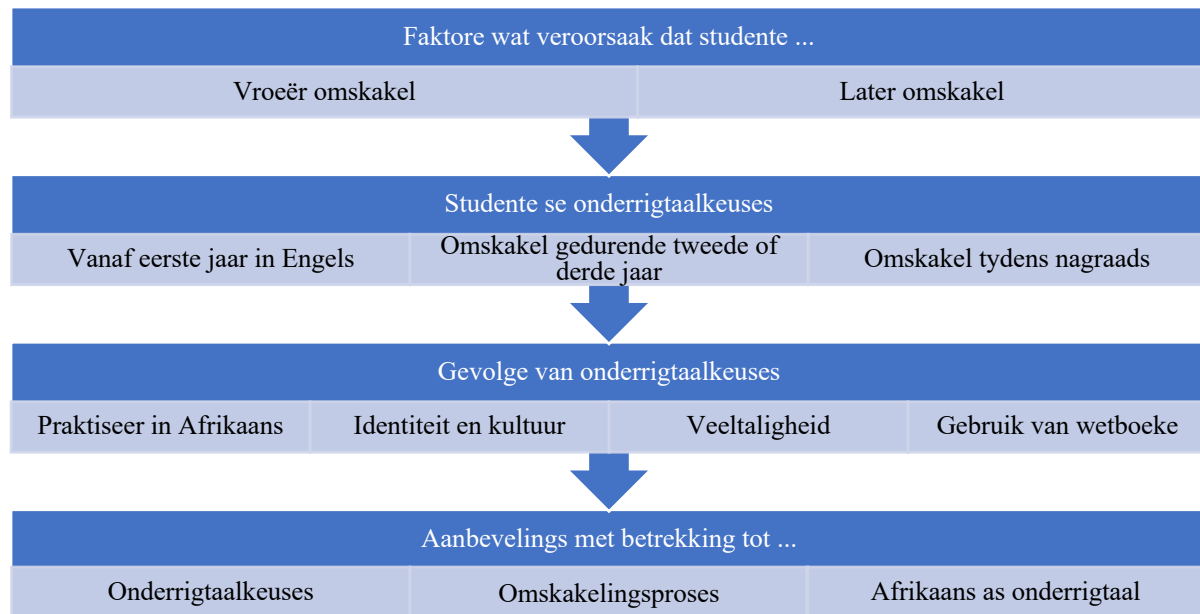 Faktore wat veroorsaak dat studente ...
Vroeër omskakel
Later omskakel
Studente se onderrigtaalkeuses
Vanaf eerste jaar in Engels
Omskakel gedurende tweede of
derde jaar
Omskakel tydens nagraads
Gevolge van onderrigtaalkeuses
Praktiseer in Afrikaans
Identiteit en kultuur
Veeltaligheid
Gebruik van wetboeke
Aanbevelings met betrekking tot ...
Onderrigtaalkeuses
Omskakelingsproses
Afrikaans as onderrigtaal